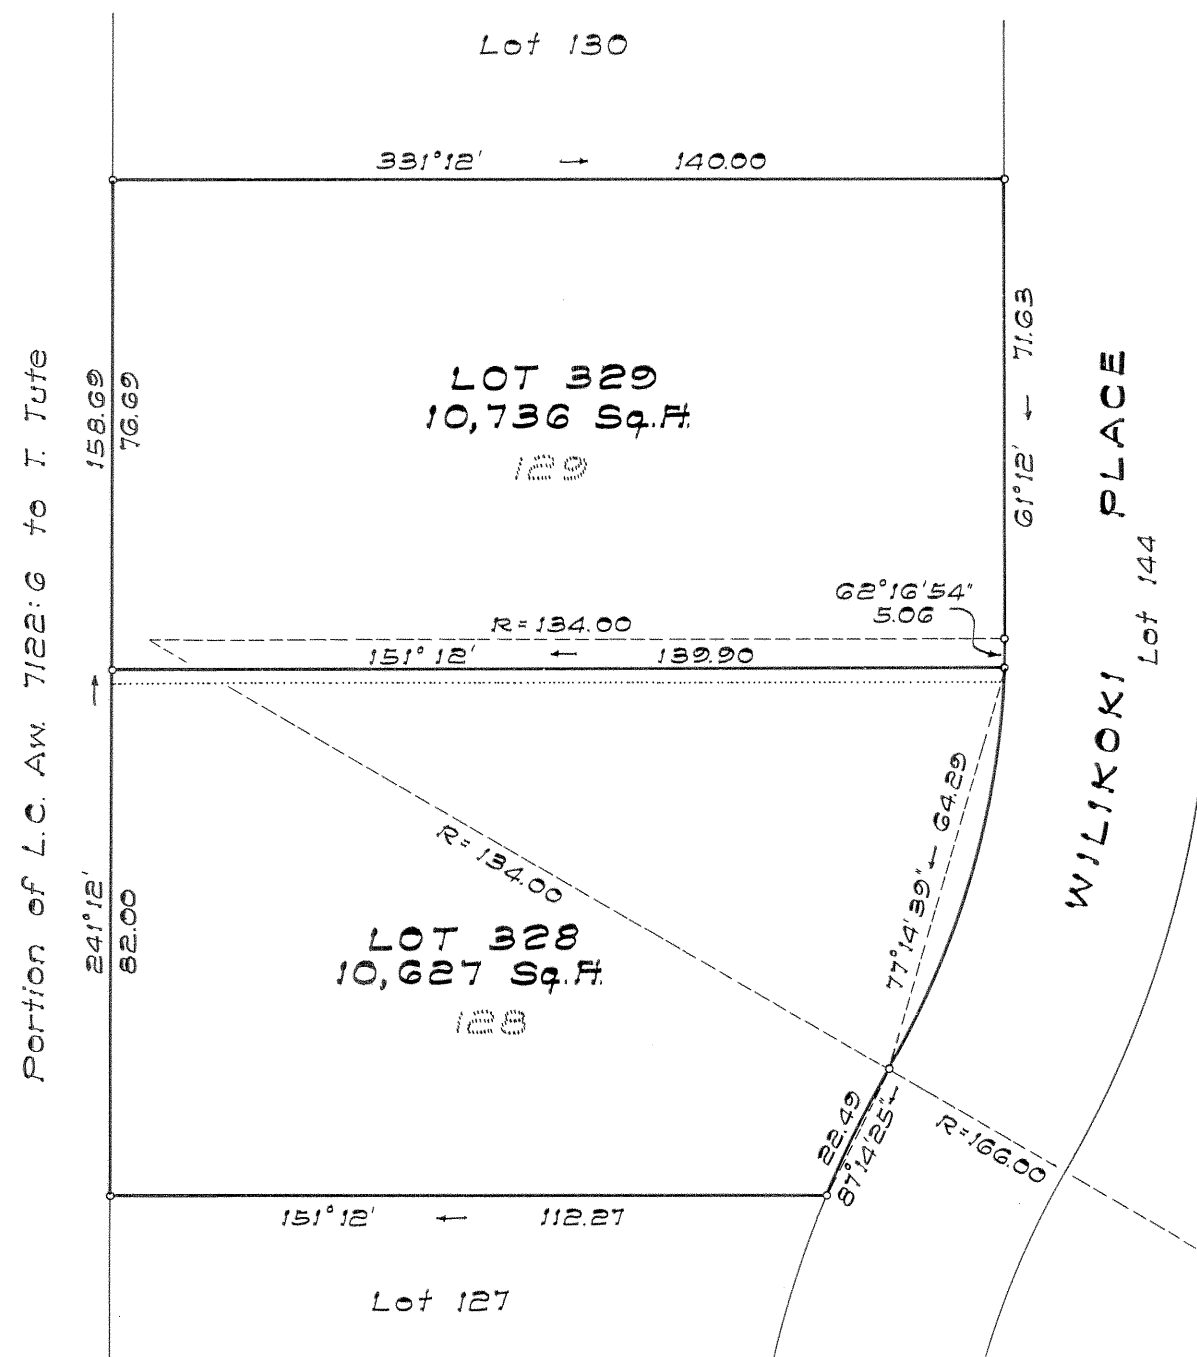 Lot 130
331°12' → 140.00
71.63
61°12' ←
LOT 329
10,736 Sq.Ft.
129
158.69
76.69
Portion of L.C. Aw. 7122:6 to T. Tute
WILIKOKI PLACE
Lot 144
62°16'54"
5.06
R=134.00
151°12' ← 139.90
→
77°14'39" ← 64.29
R=134.00
241°12'
82.00
LOT 328
10,627 Sq.Ft.
128
22.49
87°14'25" ←
R=166.00
151°12' ← 112.27
Lot 127